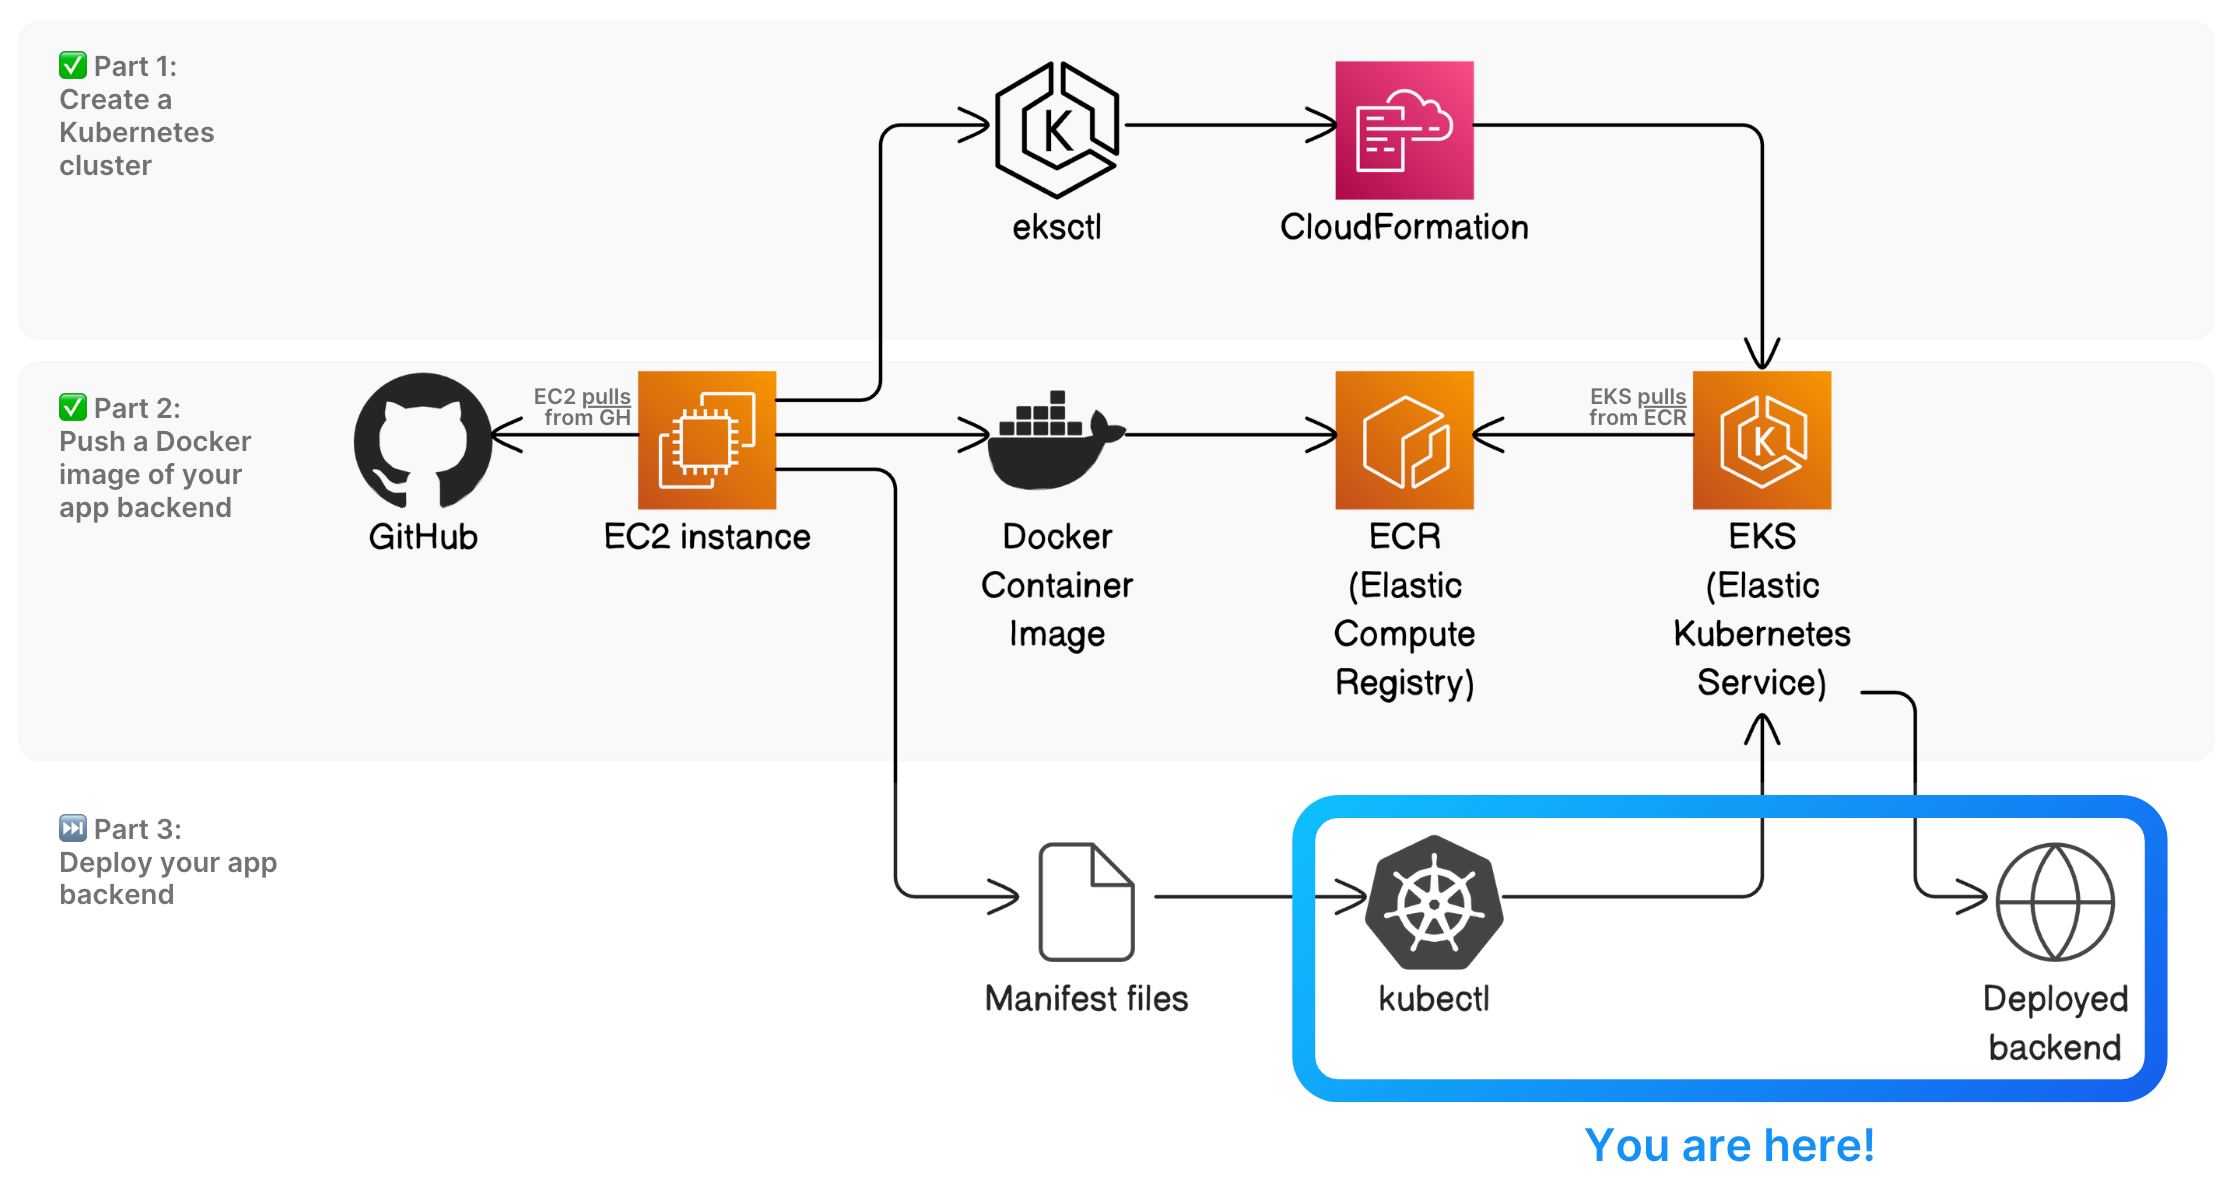 ✅ Part 1:
Create a
Kubernetes
cluster
eksctl
CloudFormation
✅ Part 2:
Push a Docker
image of your
app backend
EC2 pulls
from GH
EKS pulls
from ECR
GitHub
EC2 instance
Docker
Container
Image
ECR
(Elastic
Compute
Registry)
EKS
(Elastic
Kubernetes
Service)
⏭ Part 3:
Deploy your app
backend
Manifest files
kubectl
Deployed
backend
You are here!